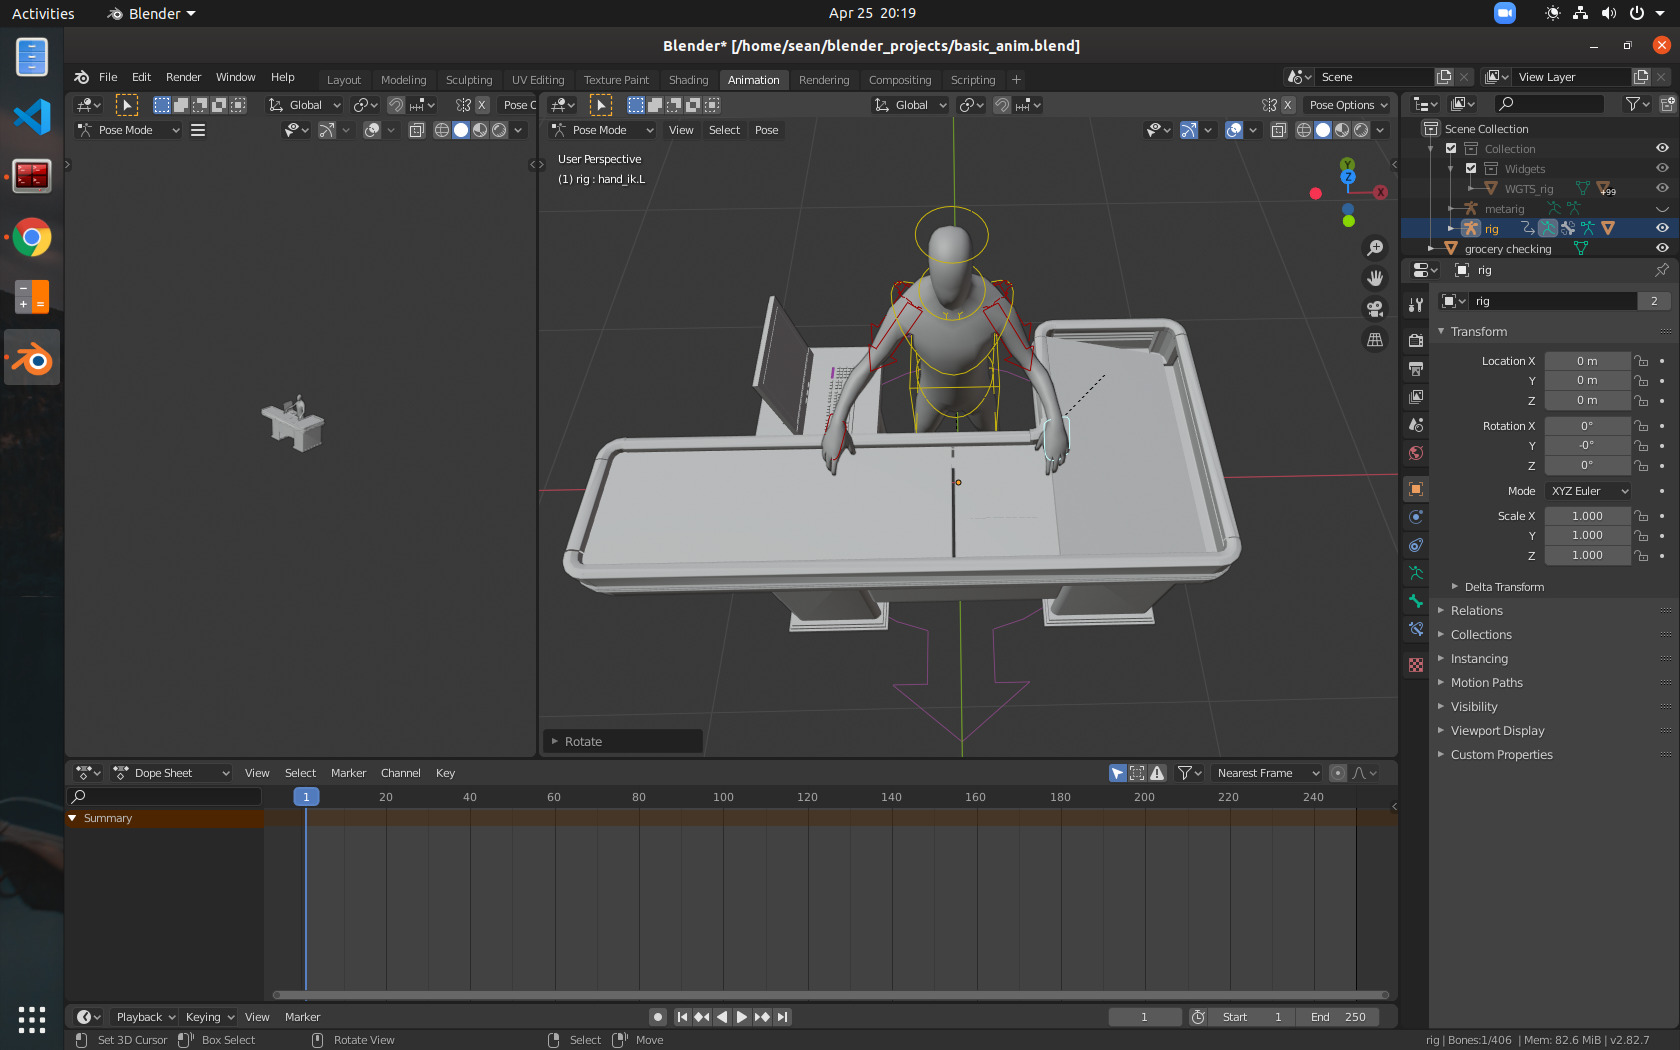 Activities
Blender
Apr 25 20:19
Blender* [/home/sean/blender_projects/basic_anim.blend]
File Edit Render Window Help
Layout Modeling Sculpting UV Editing Texture Paint Shading Animation Rendering Compositing Scripting +
Scene
View Layer
Global
X
Pose O
Global
X
Pose Options
Pose Mode
Pose Mode
View Select Pose
User Perspective
(1) rig : hand_ik.L
Y
Z
X
Rotate
Scene Collection
Collection
Widgets
WGTS_rig
+99
metarig
rig
grocery checking
rig
rig
2
Transform
Location X 0 m
Y 0 m
Z 0 m
Rotation X 0°
Y -0°
Z 0°
Mode XYZ Euler
Scale X 1.000
Y 1.000
Z 1.000
Delta Transform
Relations
Collections
Instancing
Motion Paths
Visibility
Viewport Display
Custom Properties
Dope Sheet
View Select Marker Channel Key
Nearest Frame
1 20 40 60 80 100 120 140 160 180 200 220 240
Summary
Playback Keying View Marker
1
Start 1
End 250
Set 3D Cursor
Box Select
Rotate View
Select
Move
rig | Bones:1/406 | Mem: 82.6 MiB | v2.82.7